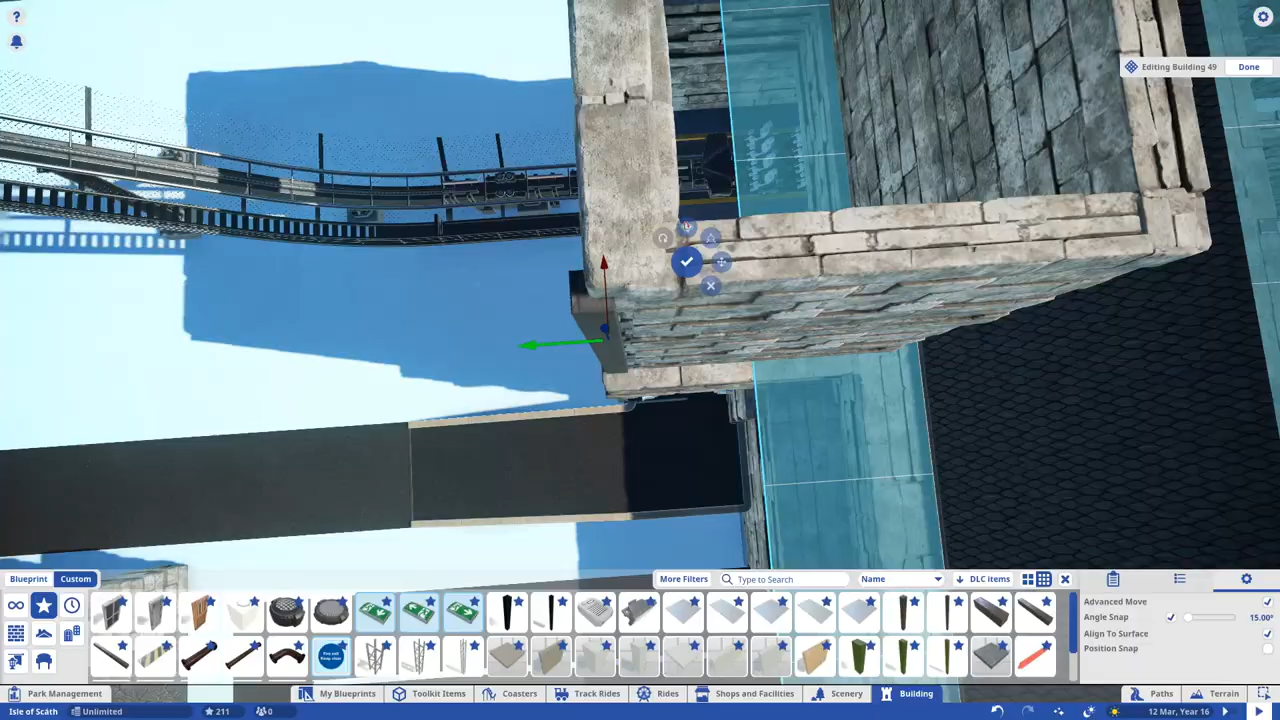 ?
Editing Building 49 Done
Blueprint Custom More Filters Type to Search Name DLC items
Advanced Move
Angle Snap 15.00°
Align To Surface
Position Snap
Park Management My Blueprints Toolkit Items Coasters Track Rides Rides Shops and Facilities Scenery Building Paths Terrain
Isle of Scáth Unlimited 211 0 12 Mar, Year 16